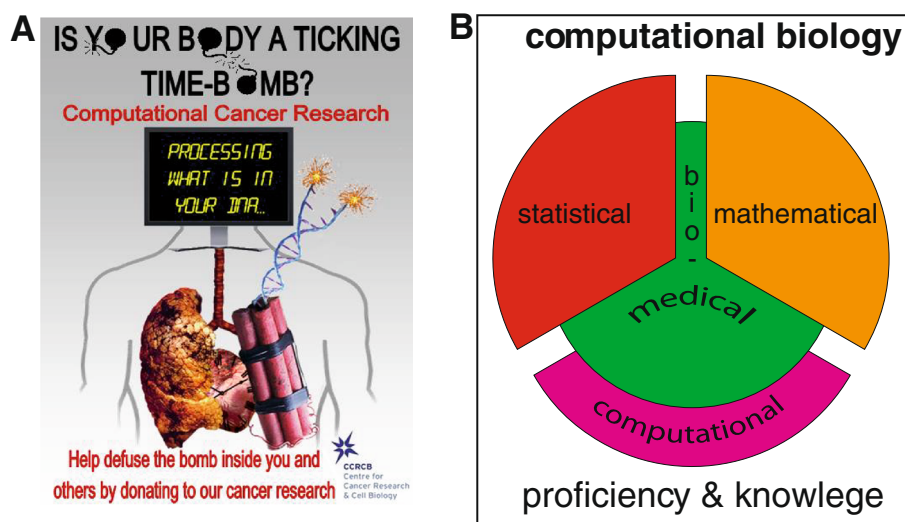 A
IS YOUR BODY A TICKING
TIME-BOMB?
Computational Cancer Research
PROCESSING
WHAT IS IN
YOUR DNA...
Help defuse the bomb inside you and
others by donating to our cancer research
CCRCB
Centre for
Cancer Research
& Cell Biology
B
computational biology
statistical
bio-
mathematical
medical
computational
proficiency & knowlege